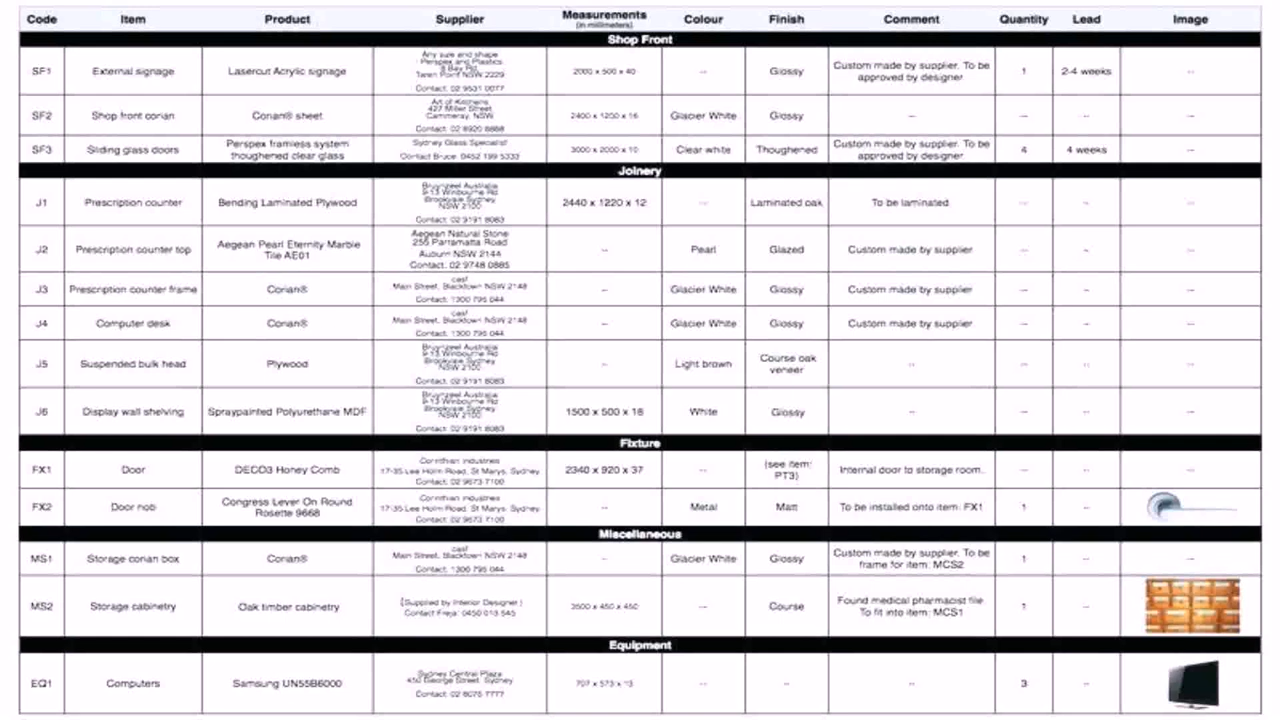 Code Item Product Supplier Measurements Colour Finish Comment Quantity Lead Image
(in millimeters)
Shop Front
SF1 External signage Lasercut Acrylic signage Any size and shape 2000 x 500 x 40 -- Glossy Custom made by supplier. To be 1 2-4 weeks --
Perspex and Plastics approved by designer
8 Bay Rd,
Taren Point NSW 2229
Contact: 02 9531 0077
SF2 Shop front corian Corian® sheet Art of Kitchens 2400 x 1200 x 16 Glacier White Glossy -- -- -- --
427 Miller Street,
Cammeray, NSW
Contact: 02 8920 8868
SF3 Sliding glass doors Perspex framless system Sydney Glass Specialist 3000 x 2000 x 10 Clear white Thoughened Custom made by supplier. To be 4 4 weeks --
thoughened clear glass Contact Bruce: 0452 199 5333 approved by designer
Joinery
J1 Prescription counter Bending Laminated Plywood Bruynzeel Australia 2440 x 1220 x 12 -- Laminated oak To be laminated -- -- --
9-13 Winbourne Rd
Brookvale Sydney
NSW 2100
Contact: 02 9191 8083
J2 Prescription counter top Aegean Pearl Eternity Marble Aegean Natural Stone -- Pearl Glazed Custom made by supplier -- -- --
Tile AE01 255 Parramatta Road
Auburn NSW 2144
Contact: 02 9748 0885
J3 Prescription counter frame Corian® casf -- Glacier White Glossy Custom made by supplier -- -- --
Main Street, Blacktown NSW 2148
Contact: 1300 795 044
J4 Computer desk Corian® casf -- Glacier White Glossy Custom made by supplier -- -- --
Main Street, Blacktown NSW 2148
Contact: 1300 795 044
J5 Suspended bulk head Plywood Bruynzeel Australia -- Light brown Course oak -- -- -- --
9-13 Winbourne Rd veneer
Brookvale Sydney
NSW 2100
Contact: 02 9191 8083
J6 Display wall shelving Spraypainted Polyurethane MDF Bruynzeel Australia 1500 x 500 x 18 White Glossy -- -- -- --
9-13 Winbourne Rd
Brookvale Sydney
NSW 2100
Contact: 02 9191 8083
Fixture
FX1 Door DECO3 Honey Comb Corinthian Industries 2340 x 920 x 37 -- (see item: Internal door to storage room. -- -- --
17-35 Lee Holm Road, St Marys, Sydney PT3)
Contact: 02 9673 7100
FX2 Door nob Congress Lever On Round Corinthian Industries -- Metal Matt To be installed onto item: FX1 1 --
Rosette 9668 17-35 Lee Holm Road, St Marys, Sydney
Contact: 02 9673 7100
Miscellaneous
MS1 Storage corian box Corian® casf -- Glacier White Glossy Custom made by supplier. To be 1 -- --
Main Street, Blacktown NSW 2148 frame for item: MCS2
Contact: 1300 795 044
MS2 Storage cabinetry Oak timber cabinetry (Supplied by Interior Designer) 3500 x 450 x 450 -- Course Found medical pharmacist file. 1 --
Contact Freja: 0450 013 545 To fit into item: MCS1
Equipment
EQ1 Computers Samsung UN55B6000 Sydney Central Plaza 707 x 573 x 13 -- -- -- 3 --
450 George Street, Sydney
Contact: 02 8075 7777